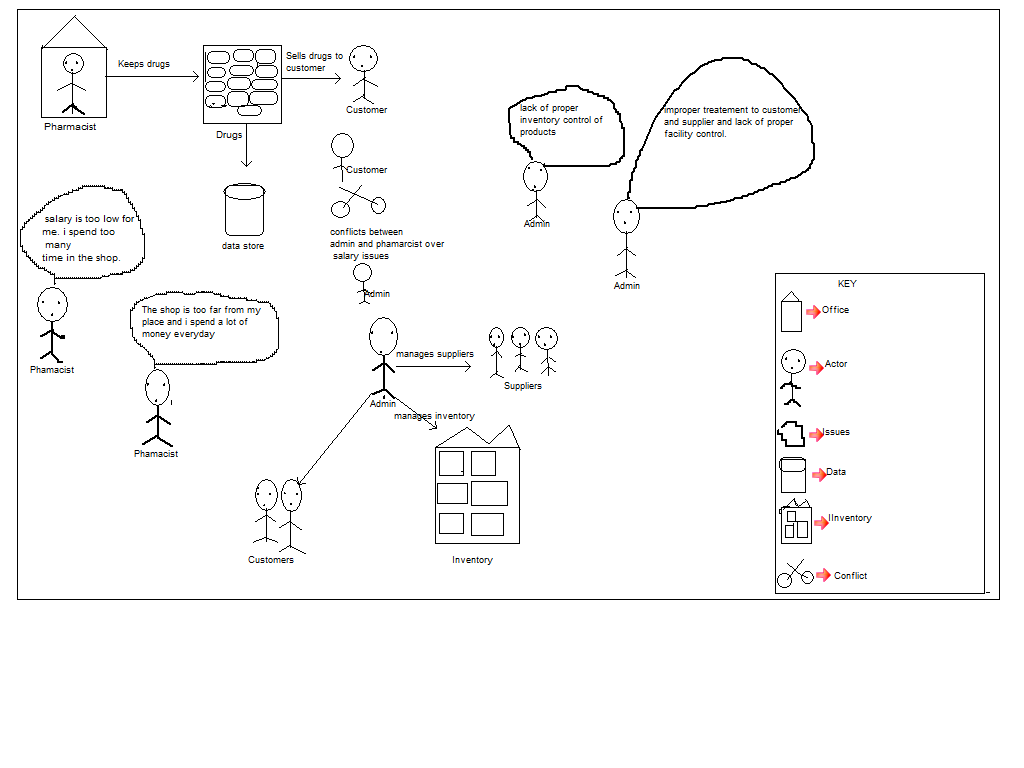 Keeps drugs
Pharmacist
Drugs
Sells drugs to
customer
Customer
Customer
data store
conflicts between
admin and phamarcist over
salary issues
Admin
salary is too low for
me. i spend too
many
time in the shop.
Phamacist
The shop is too far from my
place and i spend a lot of
money everyday
Phamacist
manages suppliers
Suppliers
Admin
manages inventory
Customers
Inventory
lack of proper
inventory control of
products
Admin
improper treatement to customer
and supplier and lack of proper
facility control.
Admin
KEY
Office
Actor
Issues
Data
IInventory
Conflict